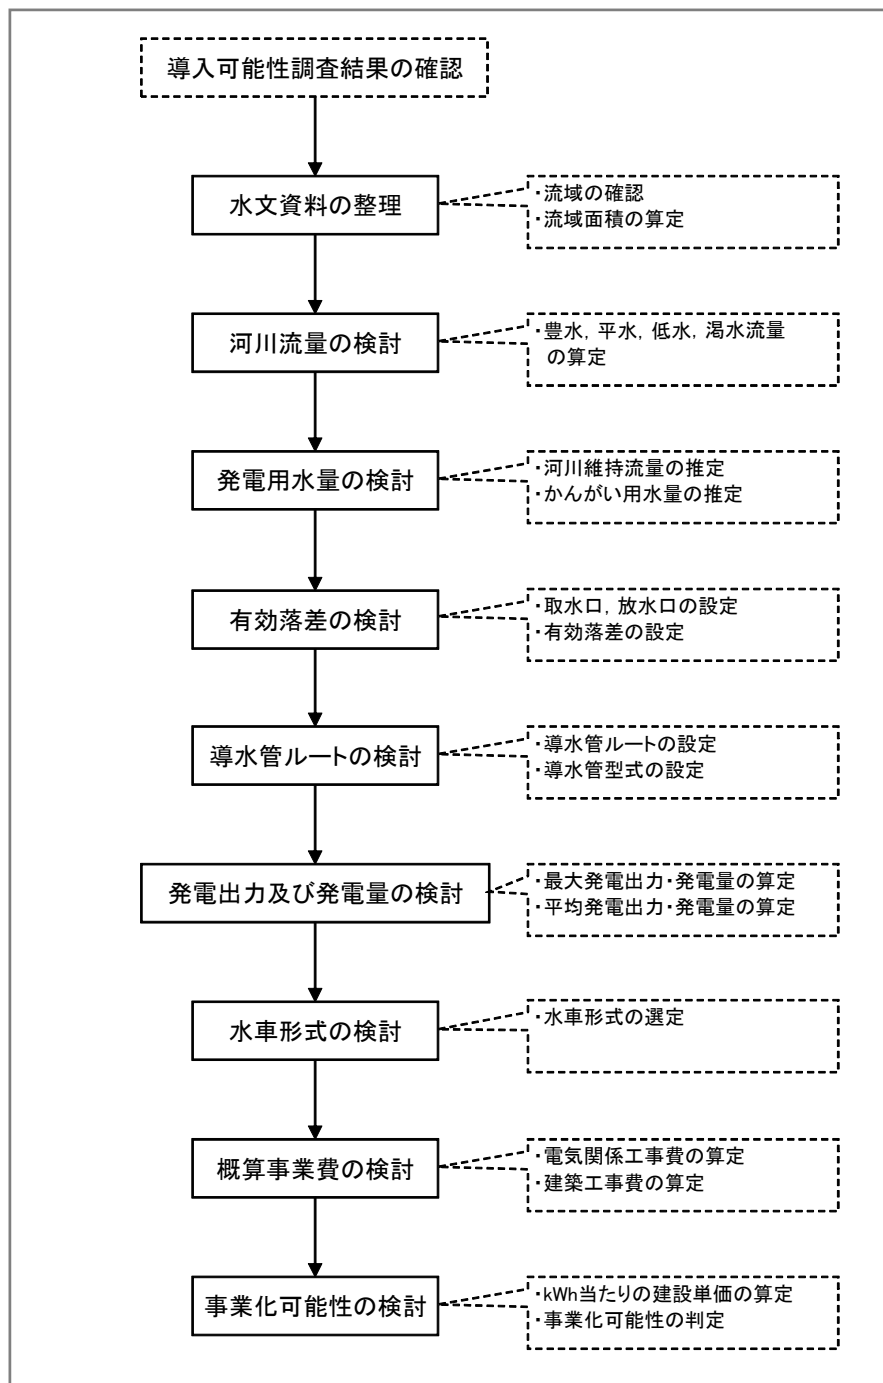 導入可能性調査結果の確認
水文資料の整理
・流域の確認
・流域面積の算定
河川流量の検討
・豊水，平水，低水，渇水流量
の算定
発電用水量の検討
・河川維持流量の推定
・かんがい用水量の推定
有効落差の検討
・取水口，放水口の設定
・有効落差の設定
導水管ルートの検討
・導水管ルートの設定
・導水管型式の設定
発電出力及び発電量の検討
・最大発電出力・発電量の算定
・平均発電出力・発電量の算定
水車形式の検討
・水車形式の選定
概算事業費の検討
・電気関係工事費の算定
・建築工事費の算定
事業化可能性の検討
・kWh当たりの建設単価の算定
・事業化可能性の判定